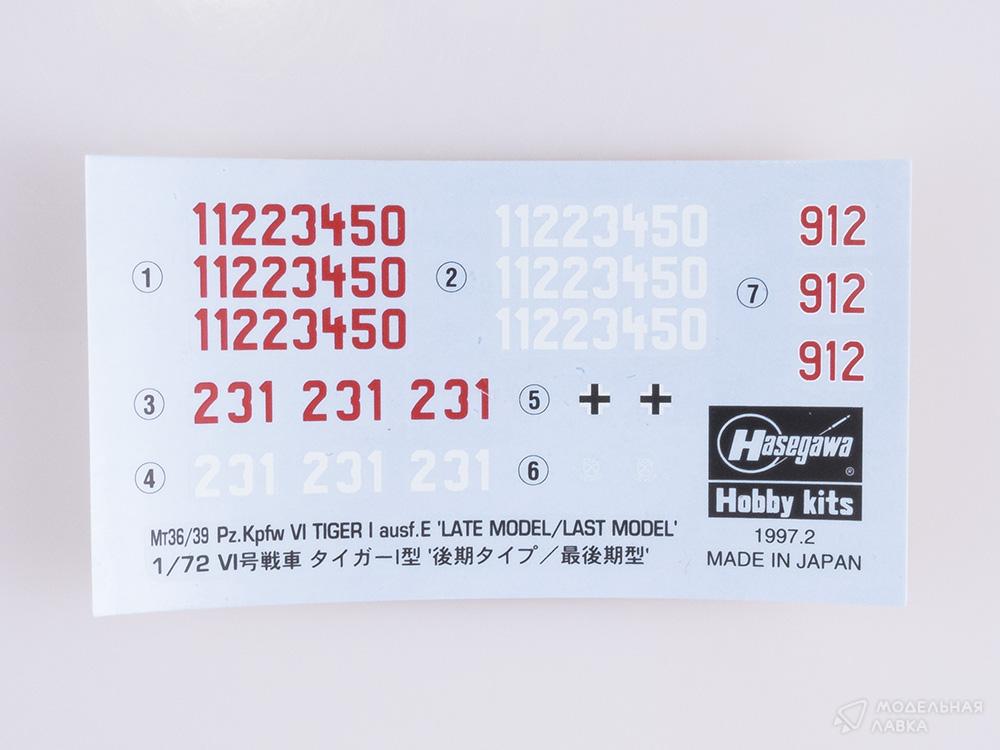 ① 11223450
11223450
11223450
② 11223450
11223450
11223450
⑦ 912
912
912
③ 231 231 231
⑤
④ 231 231 231
⑥
Hasegawa®
Hobby kits
MT36/39 Pz.Kpfw VI TIGER I ausf.E 'LATE MODEL/LAST MODEL'
1/72 VI号戦車 タイガーI型 '後期タイプ／最後期型'
1997.2
MADE IN JAPAN
МОДЕЛЬНАЯ
ЛАВКА